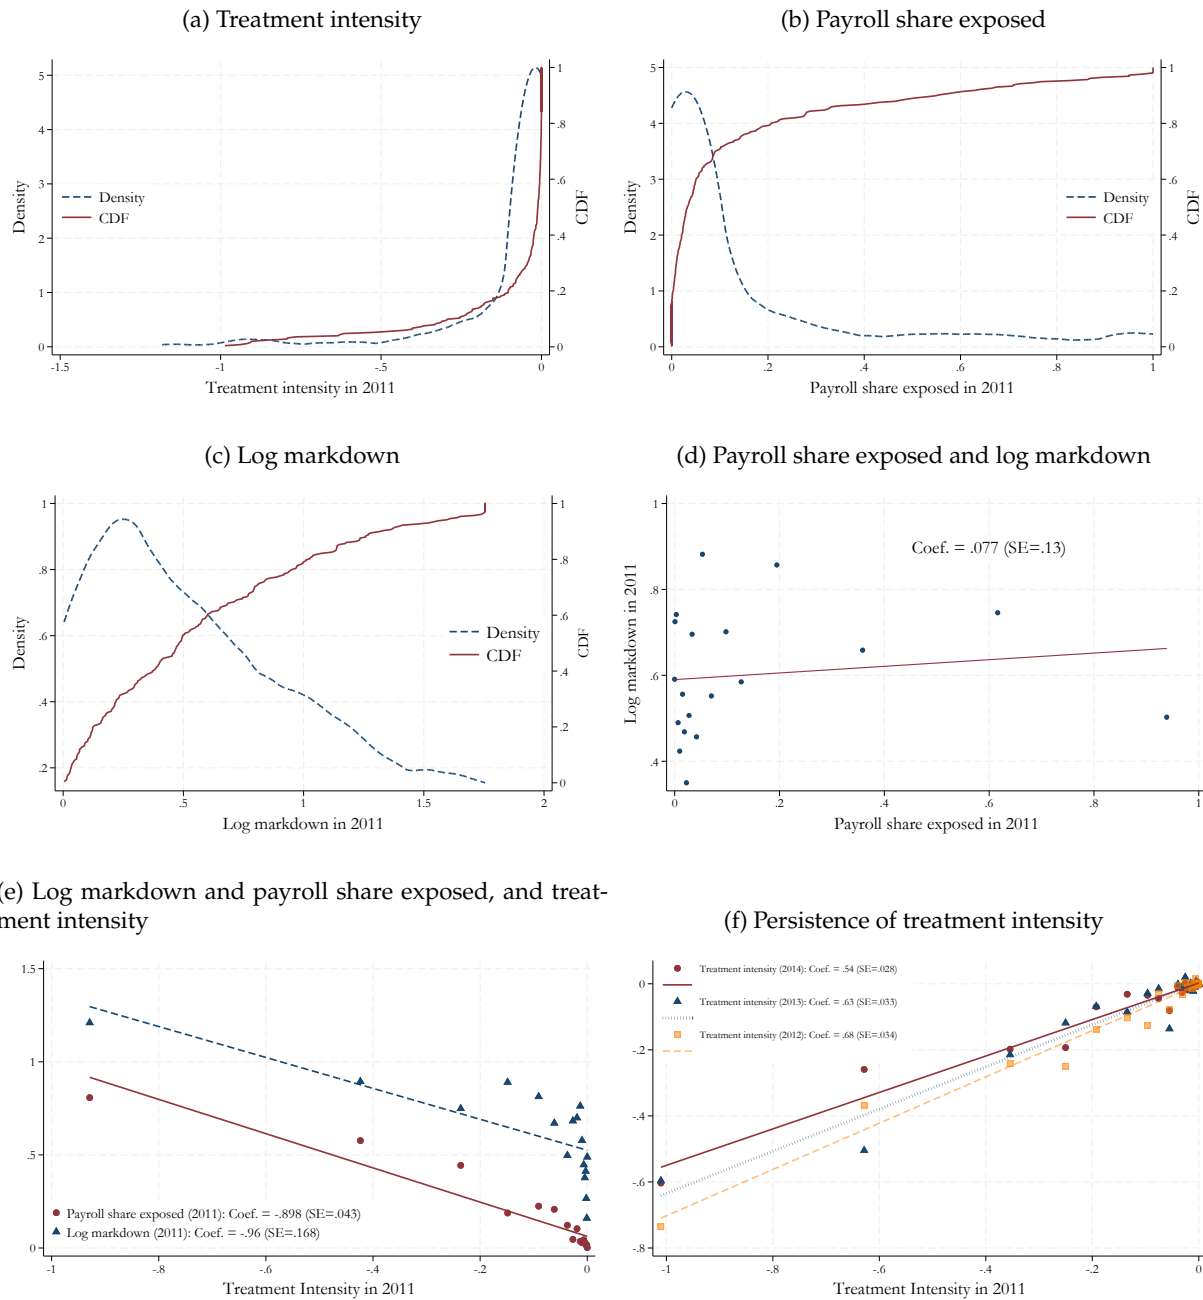 (a) Treatment intensity
Density
5
4
3
2
1
0
1
.8
.6
.4
.2
0
CDF
Density
CDF
-1.5
-1
-.5
0
Treatment intensity in 2011
(b) Payroll share exposed
Density
5
4
3
2
1
0
1
.8
.6
.4
.2
0
CDF
Density
CDF
0
.2
.4
.6
.8
1
Payroll share exposed in 2011
(c) Log markdown
Density
1
.8
.6
.4
.2
1
.8
.6
.4
.2
0
CDF
Density
CDF
0
.5
1
1.5
2
Log markdown in 2011
(d) Payroll share exposed and log markdown
Log markdown in 2011
1
.8
.6
.4
Coef. = .077 (SE=.13)
0
.2
.4
.6
.8
1
Payroll share exposed in 2011
(e) Log markdown and payroll share exposed, and treat-
ment intensity
1.5
1
.5
0
Payroll share exposed (2011): Coef. = -.898 (SE=.043)
Log markdown (2011): Coef. = -.96 (SE=.168)
-1
-.8
-.6
-.4
-.2
0
Treatment Intensity in 2011
(f) Persistence of treatment intensity
Treatment intensity (2014): Coef. = .54 (SE=.028)
Treatment intensity (2013): Coef. = .63 (SE=.033)
Treatment intensity (2012): Coef. = .68 (SE=.034)
0
-.2
-.4
-.6
-.8
-1
-.8
-.6
-.4
-.2
0
Treatment Intensity in 2011